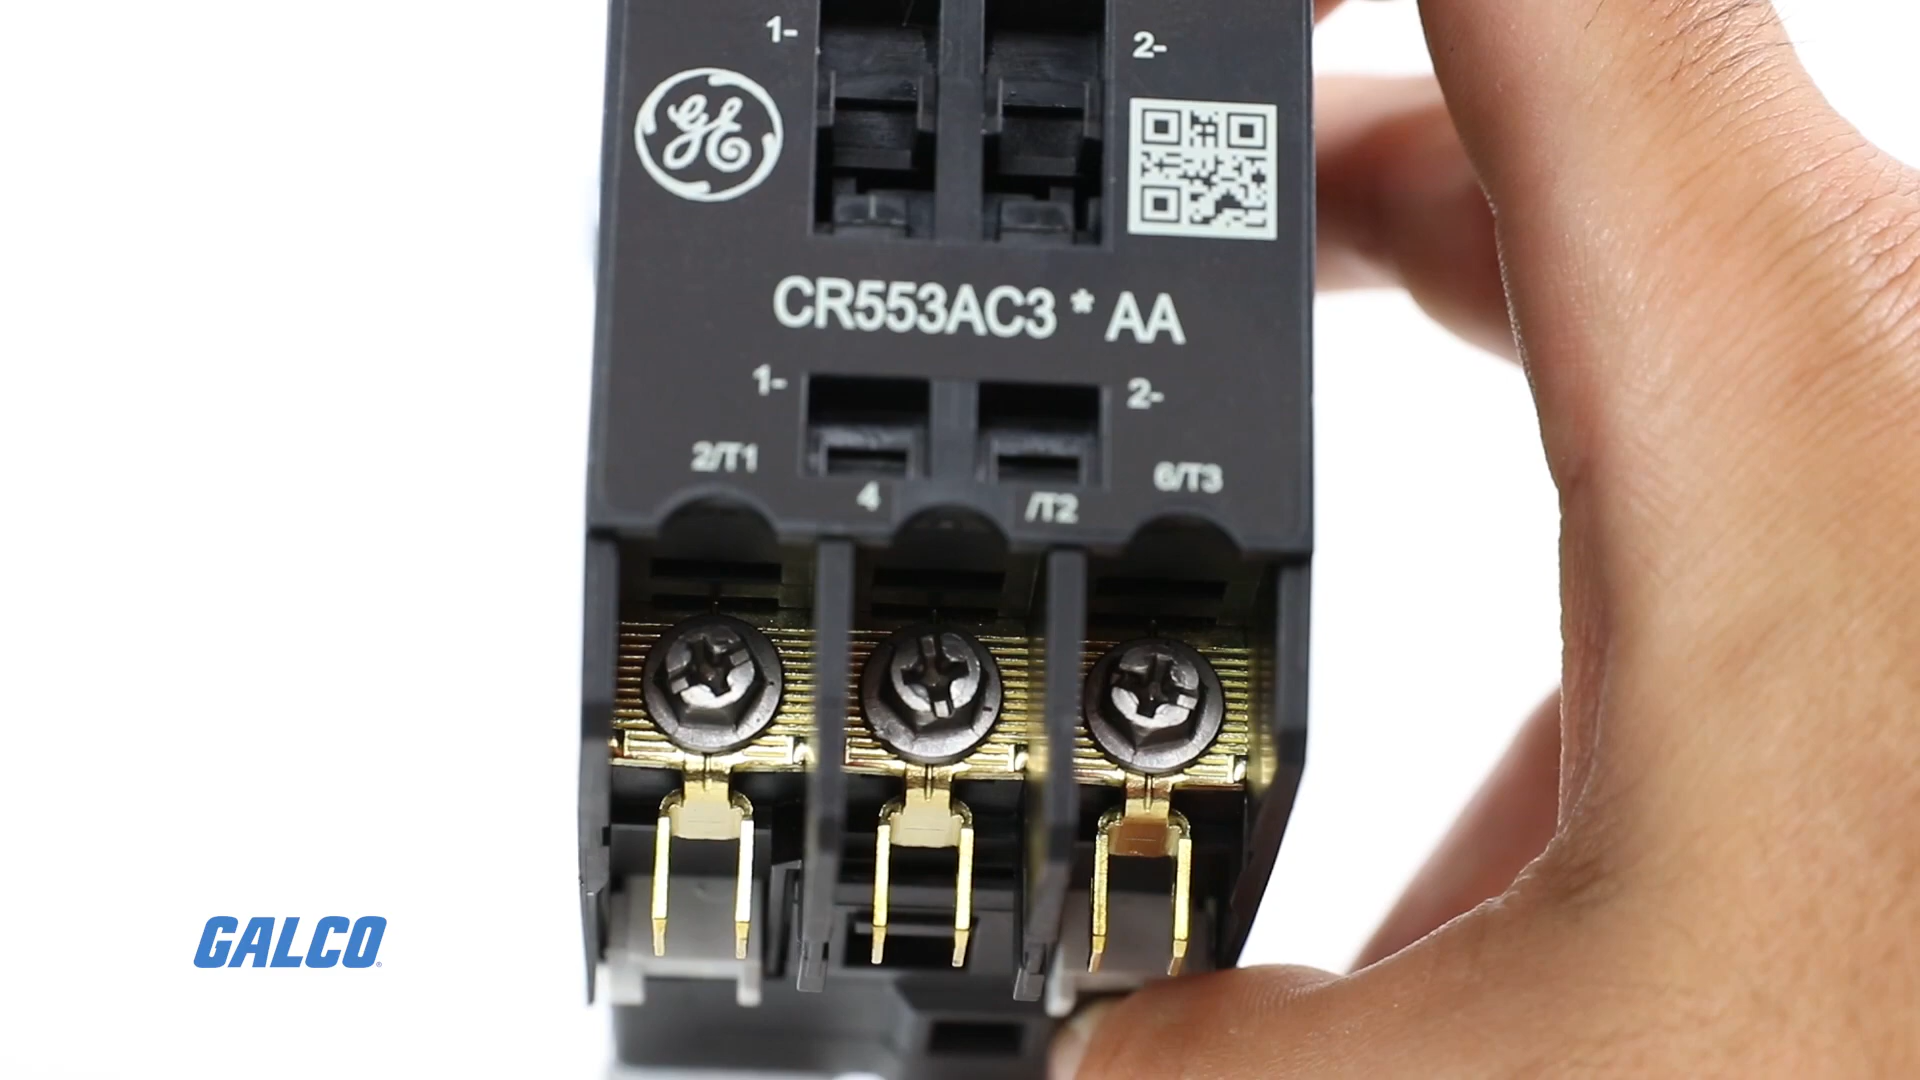 1-
2-
GE
CR553AC3 * AA
1-
2-
2/T1
6/T3
4
/T2
GALCO